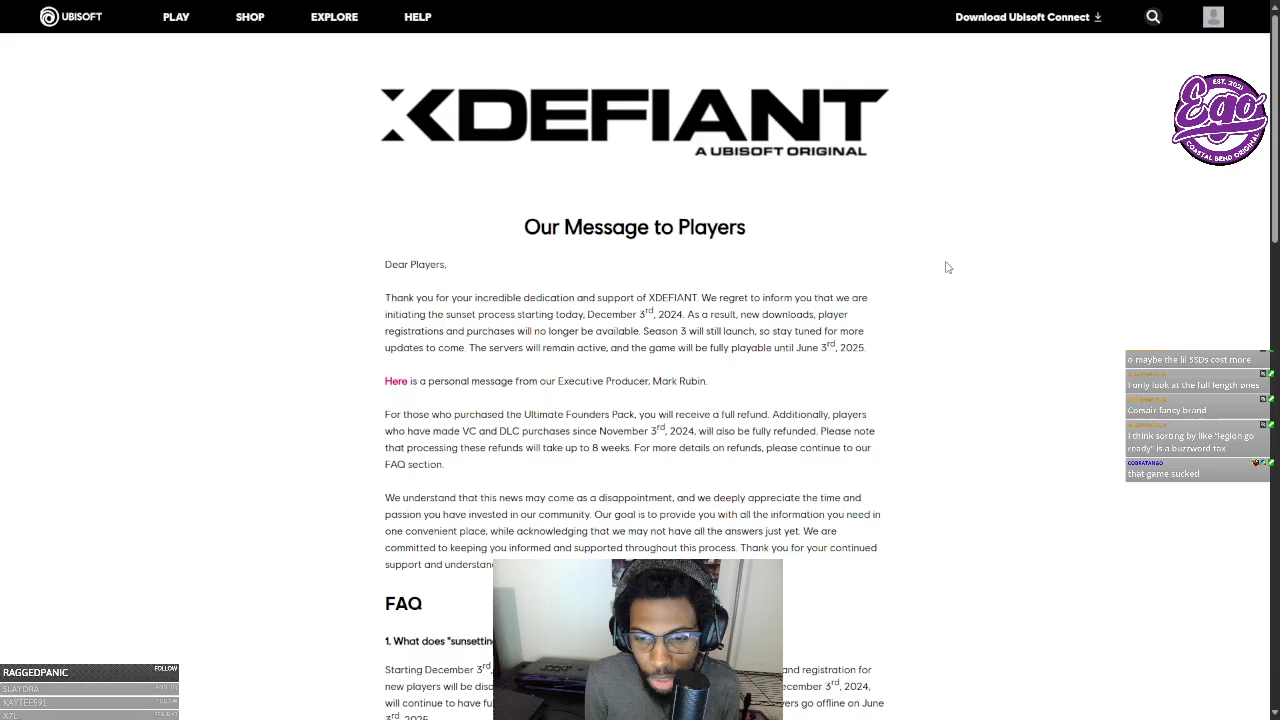 UBISOFT
PLAY
SHOP
EXPLORE
HELP
Download Ubisoft Connect
XDEFIANT
A UBISOFT ORIGINAL
EST. 2021
Ego
COASTAL BEND ORIGINAL
Our Message to Players
Dear Players,
Thank you for your incredible dedication and support of XDEFIANT. We regret to inform you that we are
initiating the sunset process starting today, December 3rd, 2024. As a result, new downloads, player
registrations and purchases will no longer be available. Season 3 will still launch, so stay tuned for more
updates to come. The servers will remain active, and the game will be fully playable until June 3rd, 2025.
Here is a personal message from our Executive Producer, Mark Rubin.
For those who purchased the Ultimate Founders Pack, you will receive a full refund. Additionally, players
who have made VC and DLC purchases since November 3rd, 2024, will also be fully refunded. Please note
that processing these refunds will take up to 8 weeks. For more details on refunds, please continue to our
FAQ section.
We understand that this news may come as a disappointment, and we deeply appreciate the time and
passion you have invested in our community. Our goal is to provide you with all the information you need in
one convenient place, while acknowledging that we may not have all the answers just yet. We are
committed to keeping you informed and supported throughout this process. Thank you for your continued
support and understan
FAQ
1. What does "sunsettin
Starting December 3rd, and registration for
new players will be disc ecember 3rd, 2024,
will continue to have fu ers go offline on June
3rd, 2025
o maybe the lil SSDs cost more
I only look at the full length ones
Corsair fancy brand
I think sorting by like "legion go
ready" is a buzzword tax
COBRATANGO
that game sucked
RAGGEDPANIC FOLLOW
SLAYDRA
KAYTEE591 FOLLOW
X7L